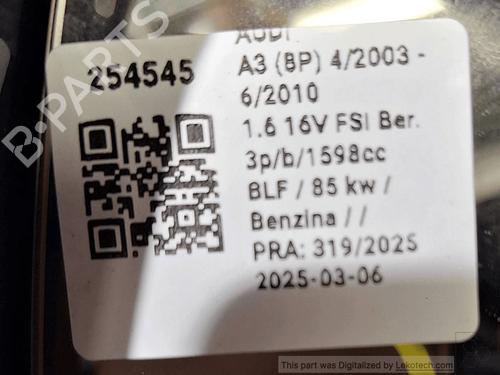 AUDI
254545
A3 (8P) 4/2003 -
6/2010
1.6 16V FSI Ber.
3p/b/1598cc
BLF / 85 kw /
Benzina / /
PRA: 319/2025
2025-03-06
B-PARTS
This part was Digitalized by Lekotech.com